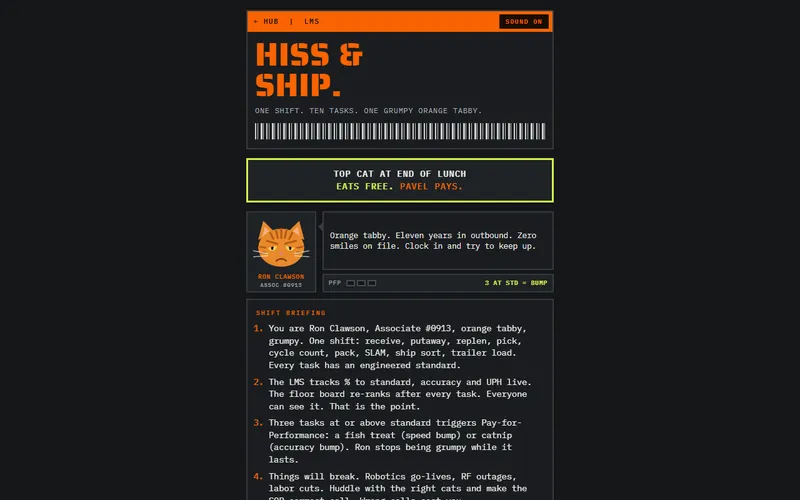 ← HUB | LMS
SOUND ON
HISS &
SHIP.
ONE SHIFT. TEN TASKS. ONE GRUMPY ORANGE TABBY.
TOP CAT AT END OF LUNCH
EATS FREE. PAVEL PAYS.
Orange tabby. Eleven years in outbound. Zero
smiles on file. Clock in and try to keep up.
RON CLAWSON
ASSOC #0913
PFP
3 AT STD = BUMP
SHIFT BRIEFING
1. You are Ron Clawson, Associate #0913, orange tabby,
grumpy. One shift: receive, putaway, replen, pick,
cycle count, pack, SLAM, ship sort, trailer load.
Every task has an engineered standard.
2. The LMS tracks % to standard, accuracy and UPH live.
The floor board re-ranks after every task. Everyone
can see it. That is the point.
3. Three tasks at or above standard triggers Pay-for-
Performance: a fish treat (speed bump) or catnip
(accuracy bump). Ron stops being grumpy while it
lasts.
4. Things will break. Robotics go-lives, RF outages,
labor cuts. Huddle with the right cats and make the